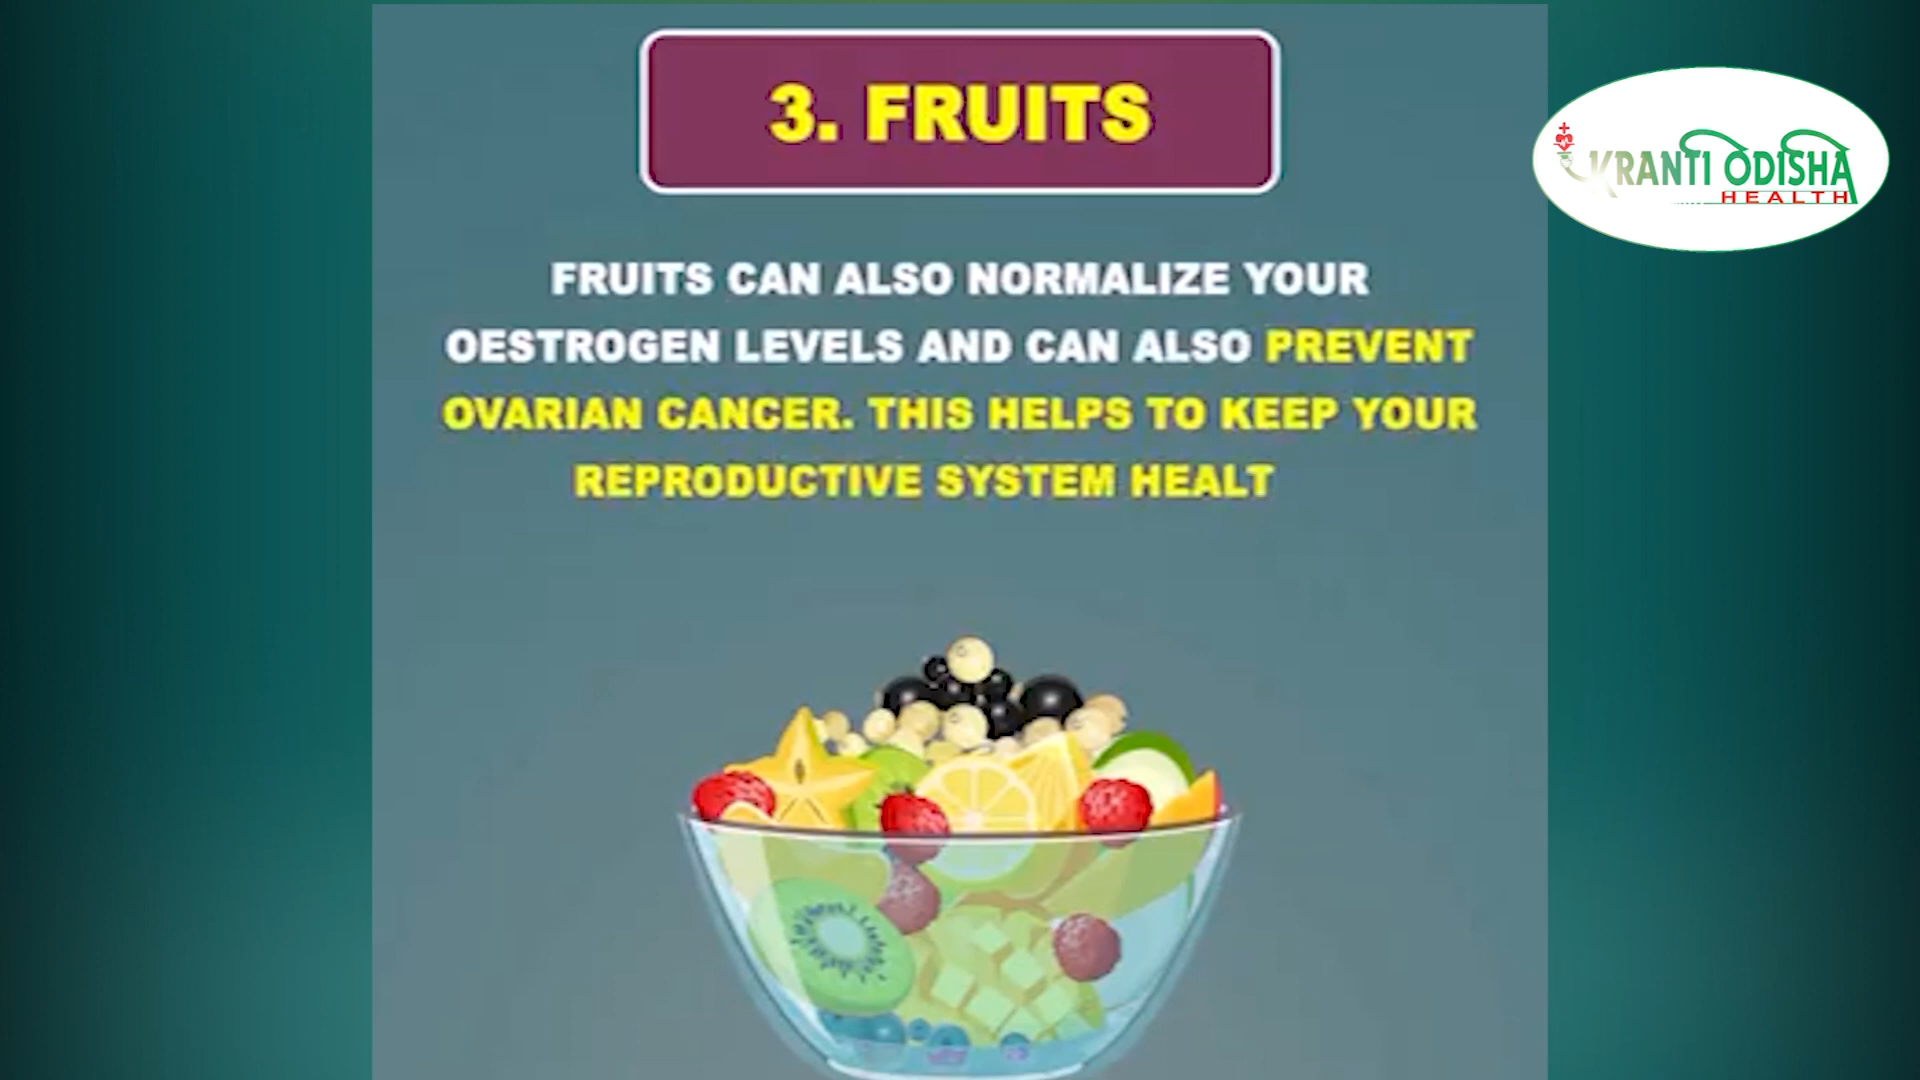 3. FRUITS
KRANTI ODISHA
HEALTH
FRUITS CAN ALSO NORMALIZE YOUR
OESTROGEN LEVELS AND CAN ALSO PREVENT
OVARIAN CANCER. THIS HELPS TO KEEP YOUR
REPRODUCTIVE SYSTEM HEALT